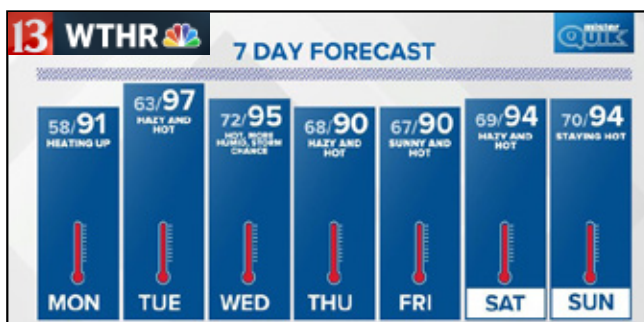 13 WTHR
7 DAY FORECAST
mister
QUIK
58/91
HEATING UP
63/97
HAZY AND
HOT
72/95
HOT, MORE
HUMID, STORM
CHANCE
68/90
HAZY AND
HOT
67/90
SUNNY AND
HOT
69/94
HAZY AND
HOT
70/94
STAYING HOT
MON
TUE
WED
THU
FRI
SAT
SUN